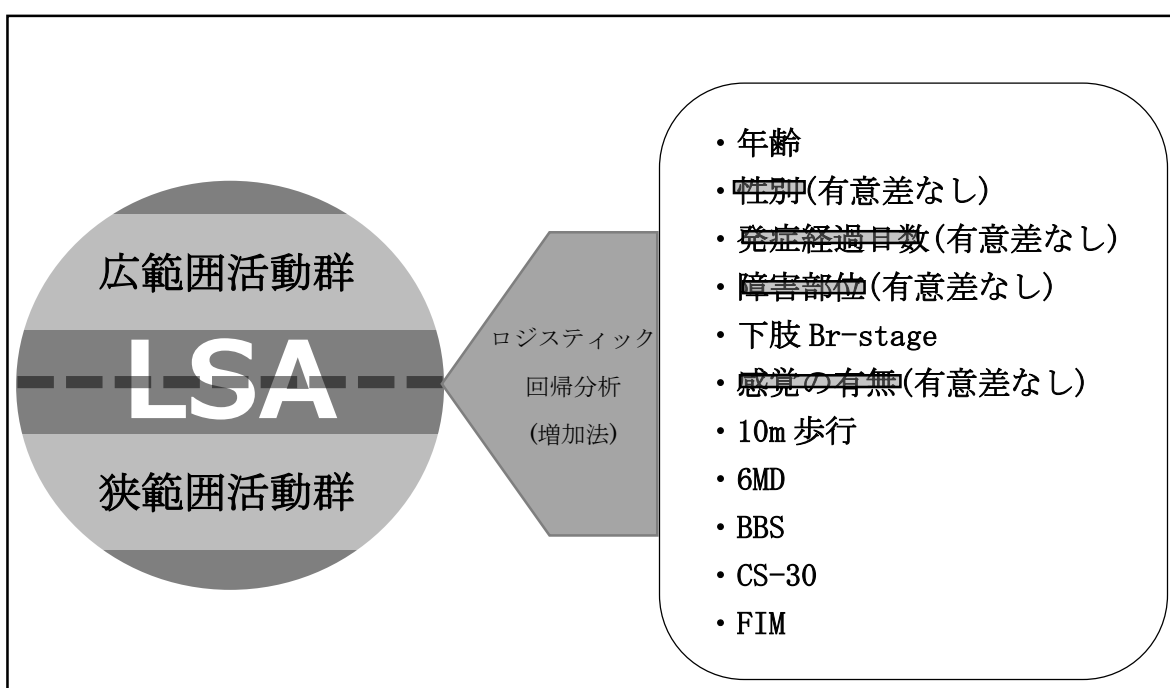 広範囲活動群
LSA
狭範囲活動群
ロジスティック
回帰分析
(増加法)
・年齢
・性別(有意差なし)
・発症経過日数(有意差なし)
・障害部位(有意差なし)
・下肢 Br-stage
・感覚の有無(有意差なし)
・10m 歩行
・6MD
・BBS
・CS-30
・FIM